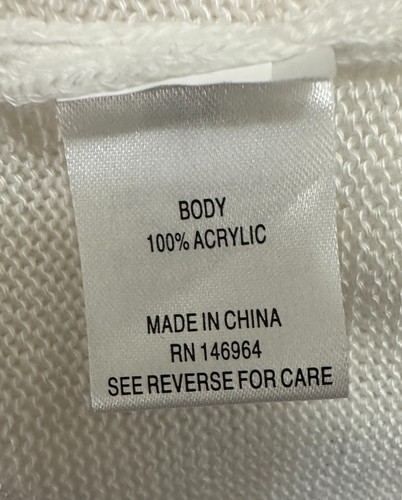 BODY
100% ACRYLIC
MADE IN CHINA
RN 146964
SEE REVERSE FOR CARE